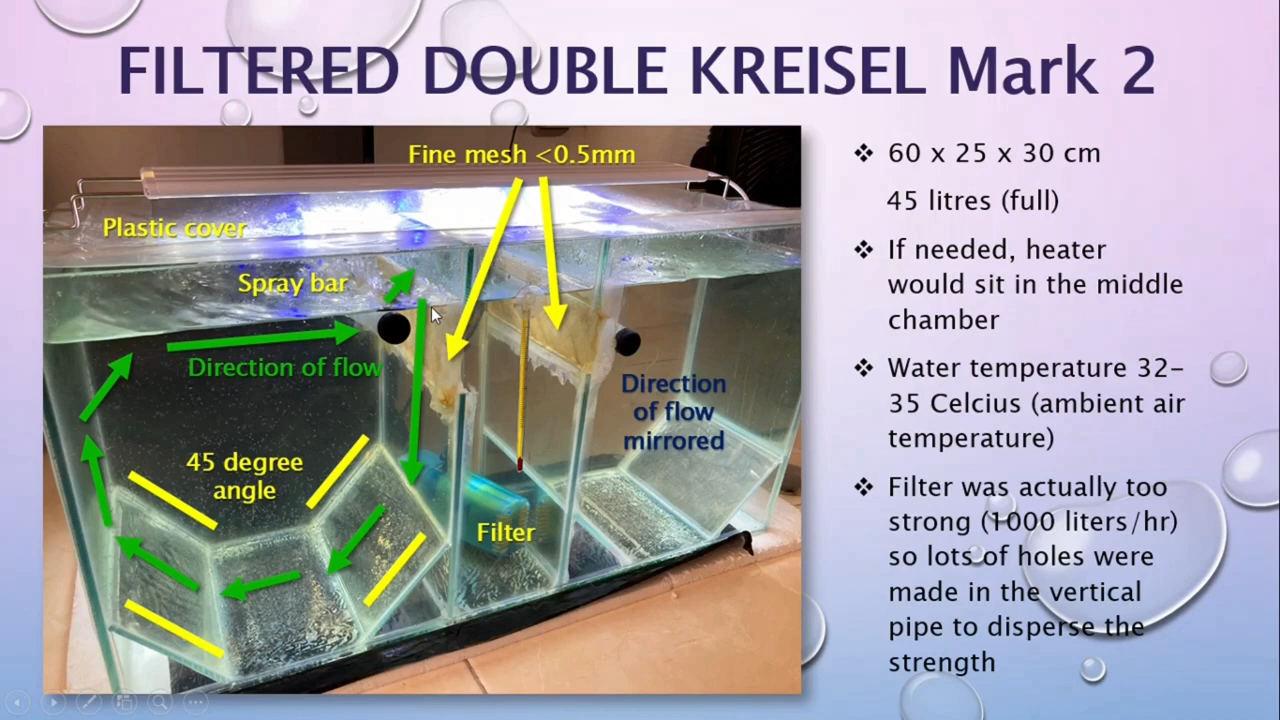 FILTERED DOUBLE KREISEL Mark 2
Fine mesh <0.5mm
Plastic cover
Spray bar
Direction of flow
45 degree
angle
Filter
Direction
of flow
mirrored
60 x 25 x 30 cm
45 litres (full)
If needed, heater
would sit in the middle
chamber
Water temperature 32–
35 Celcius (ambient air
temperature)
Filter was actually too
strong (1000 liters/hr)
so lots of holes were
made in the vertical
pipe to disperse the
strength